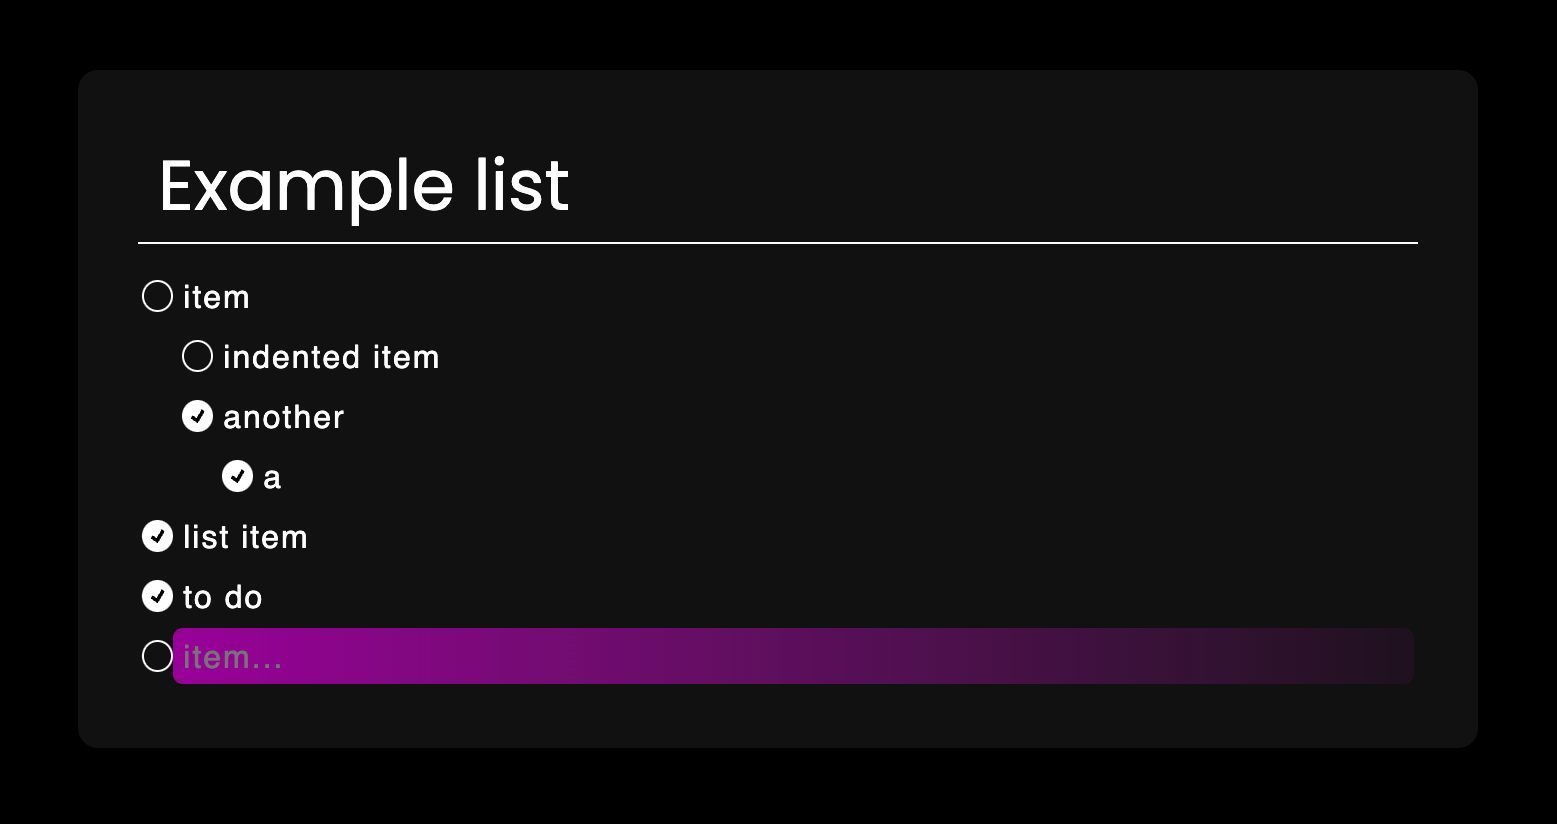 Example list
item
indented item
another
a
list item
to do
item...